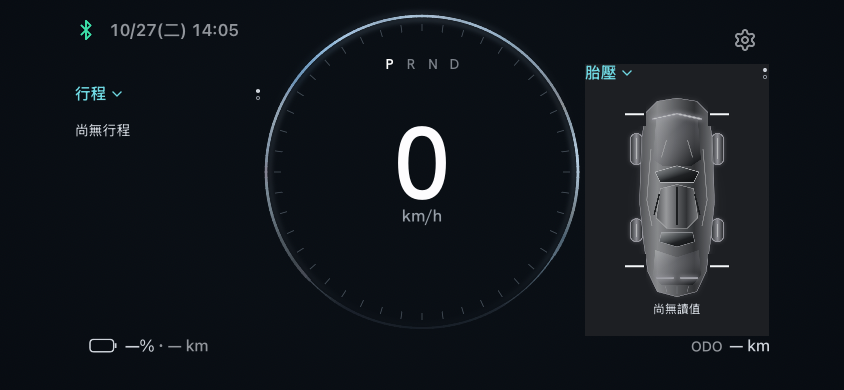 10/27(二) 14:05
行程
尚無行程
P R N D
0
km/h
胎壓
尚無讀值
—% · — km
ODO — km